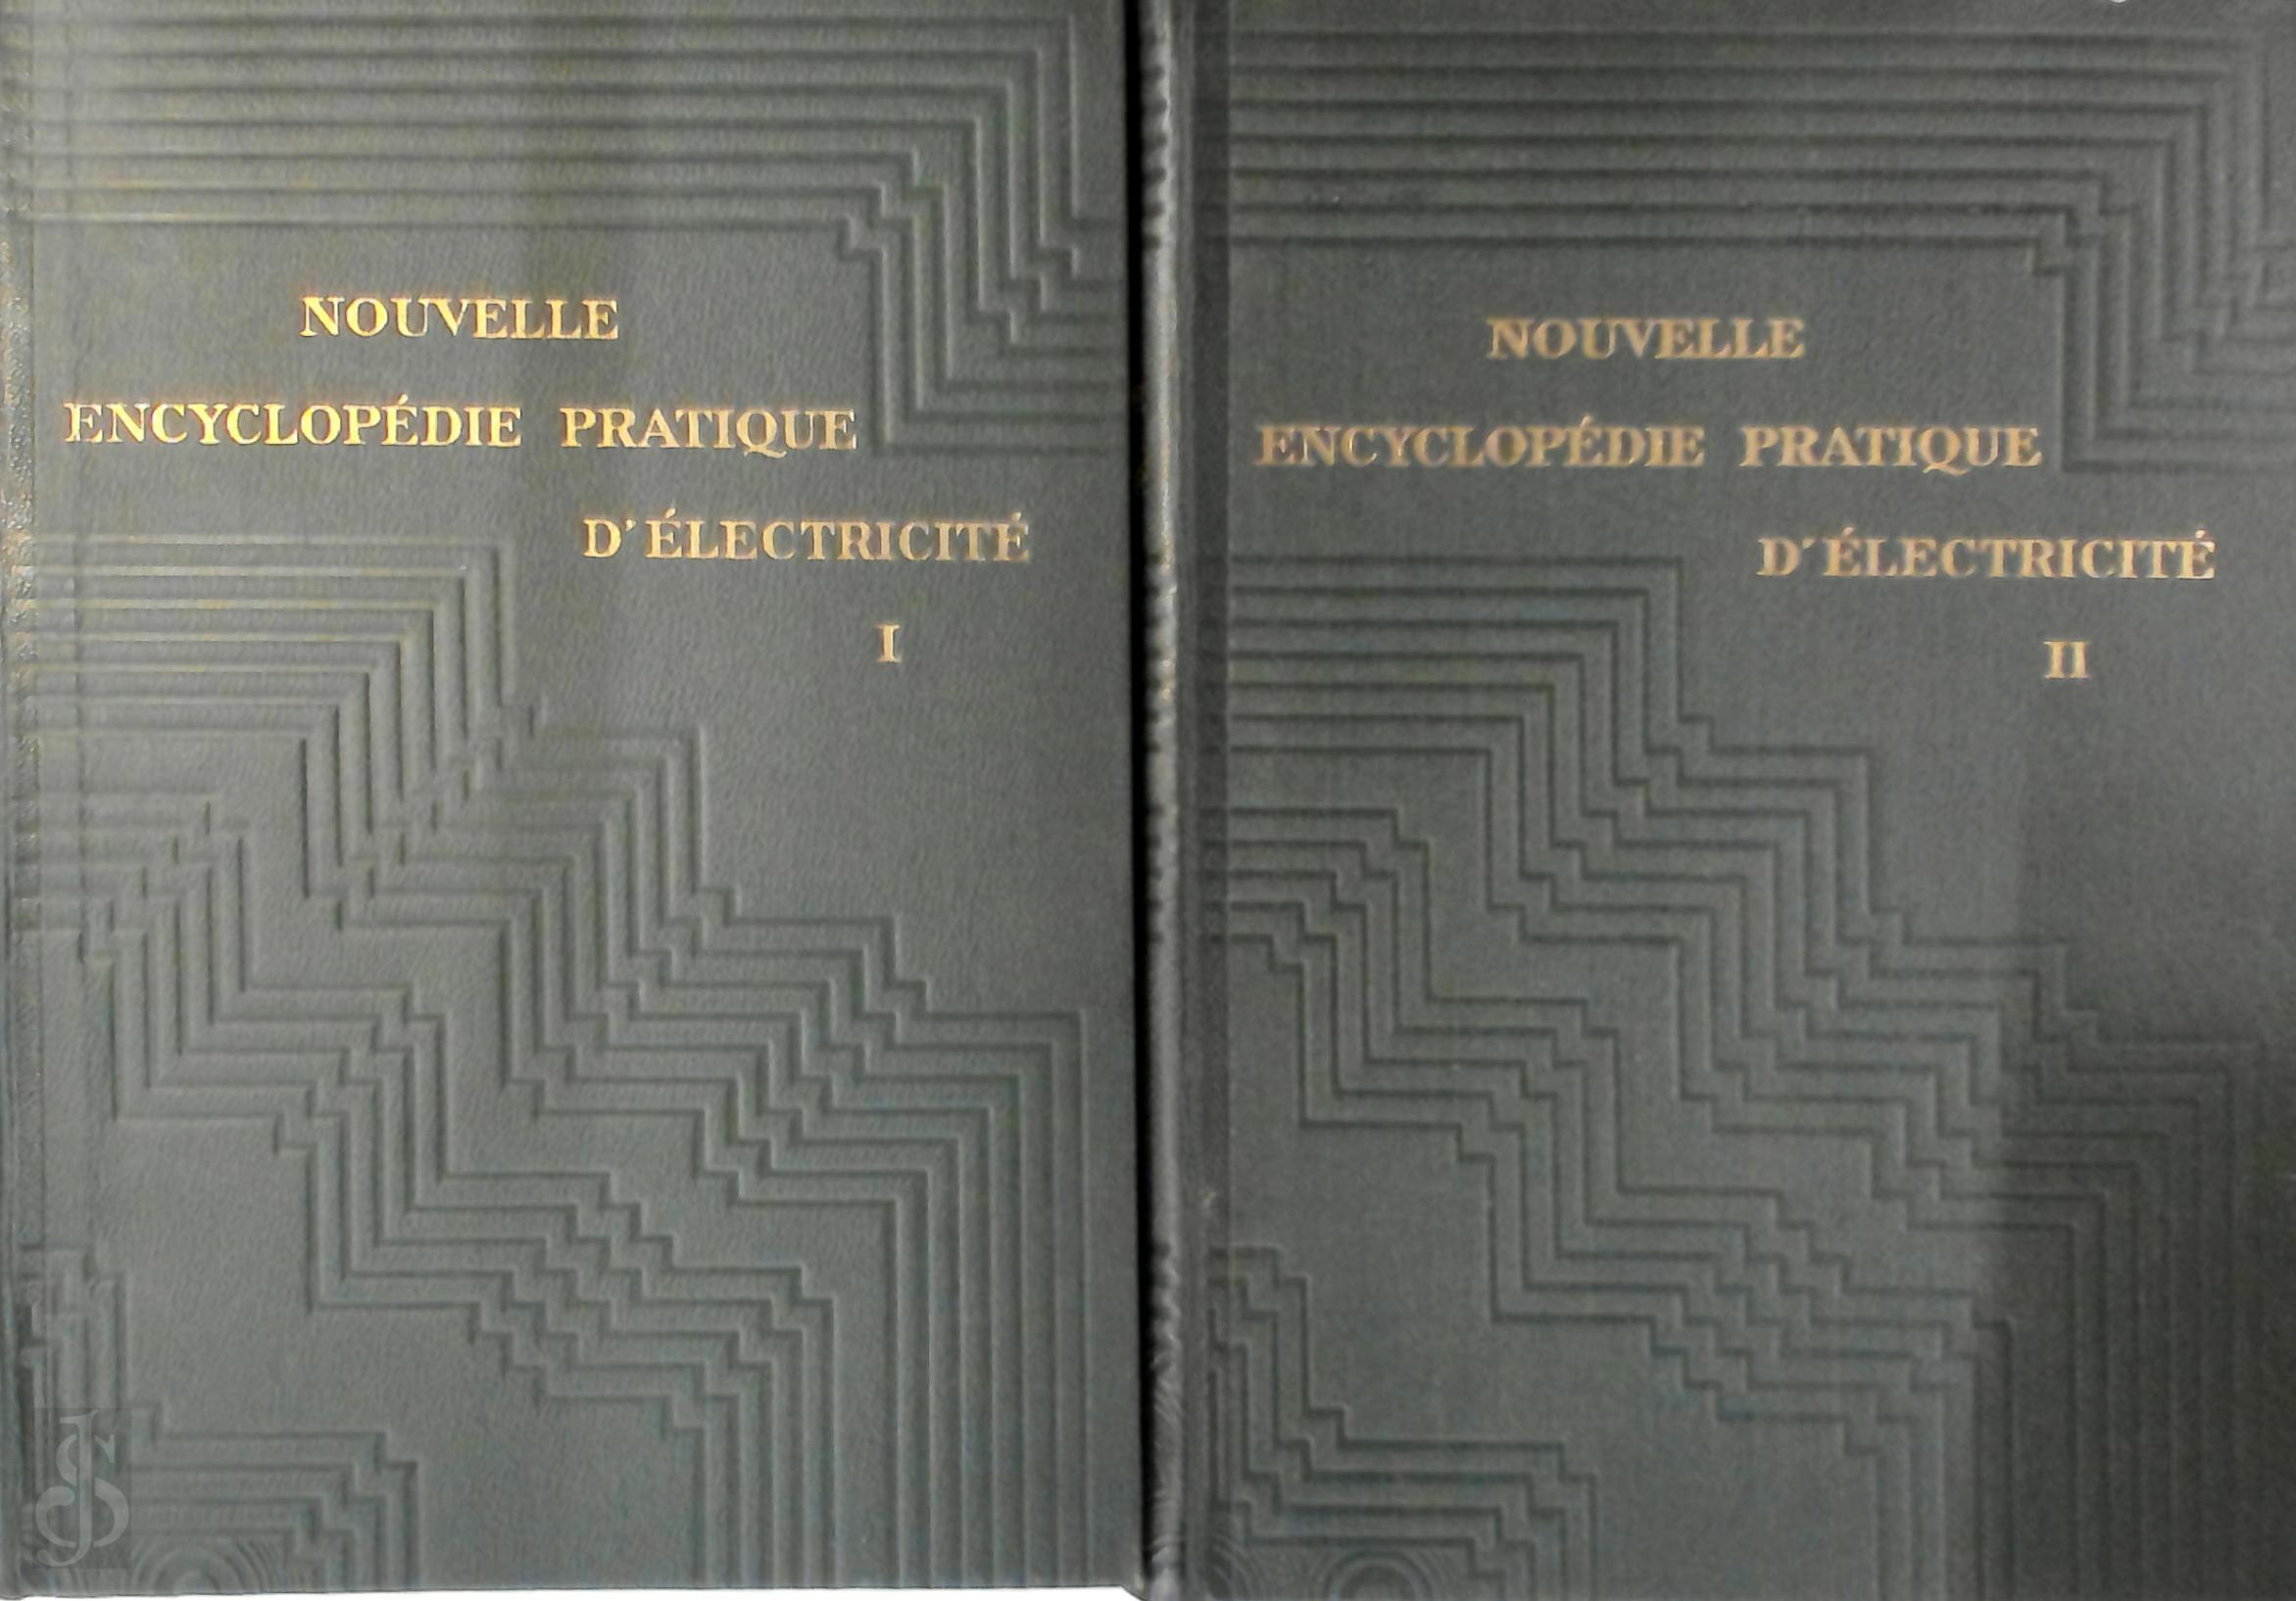 NOUVELLE
ENCYCLOPÉDIE PRATIQUE
D'ÉLECTRICITÉ
I
NOUVELLE
ENCYCLOPÉDIE PRATIQUE
D'ÉLECTRICITÉ
II